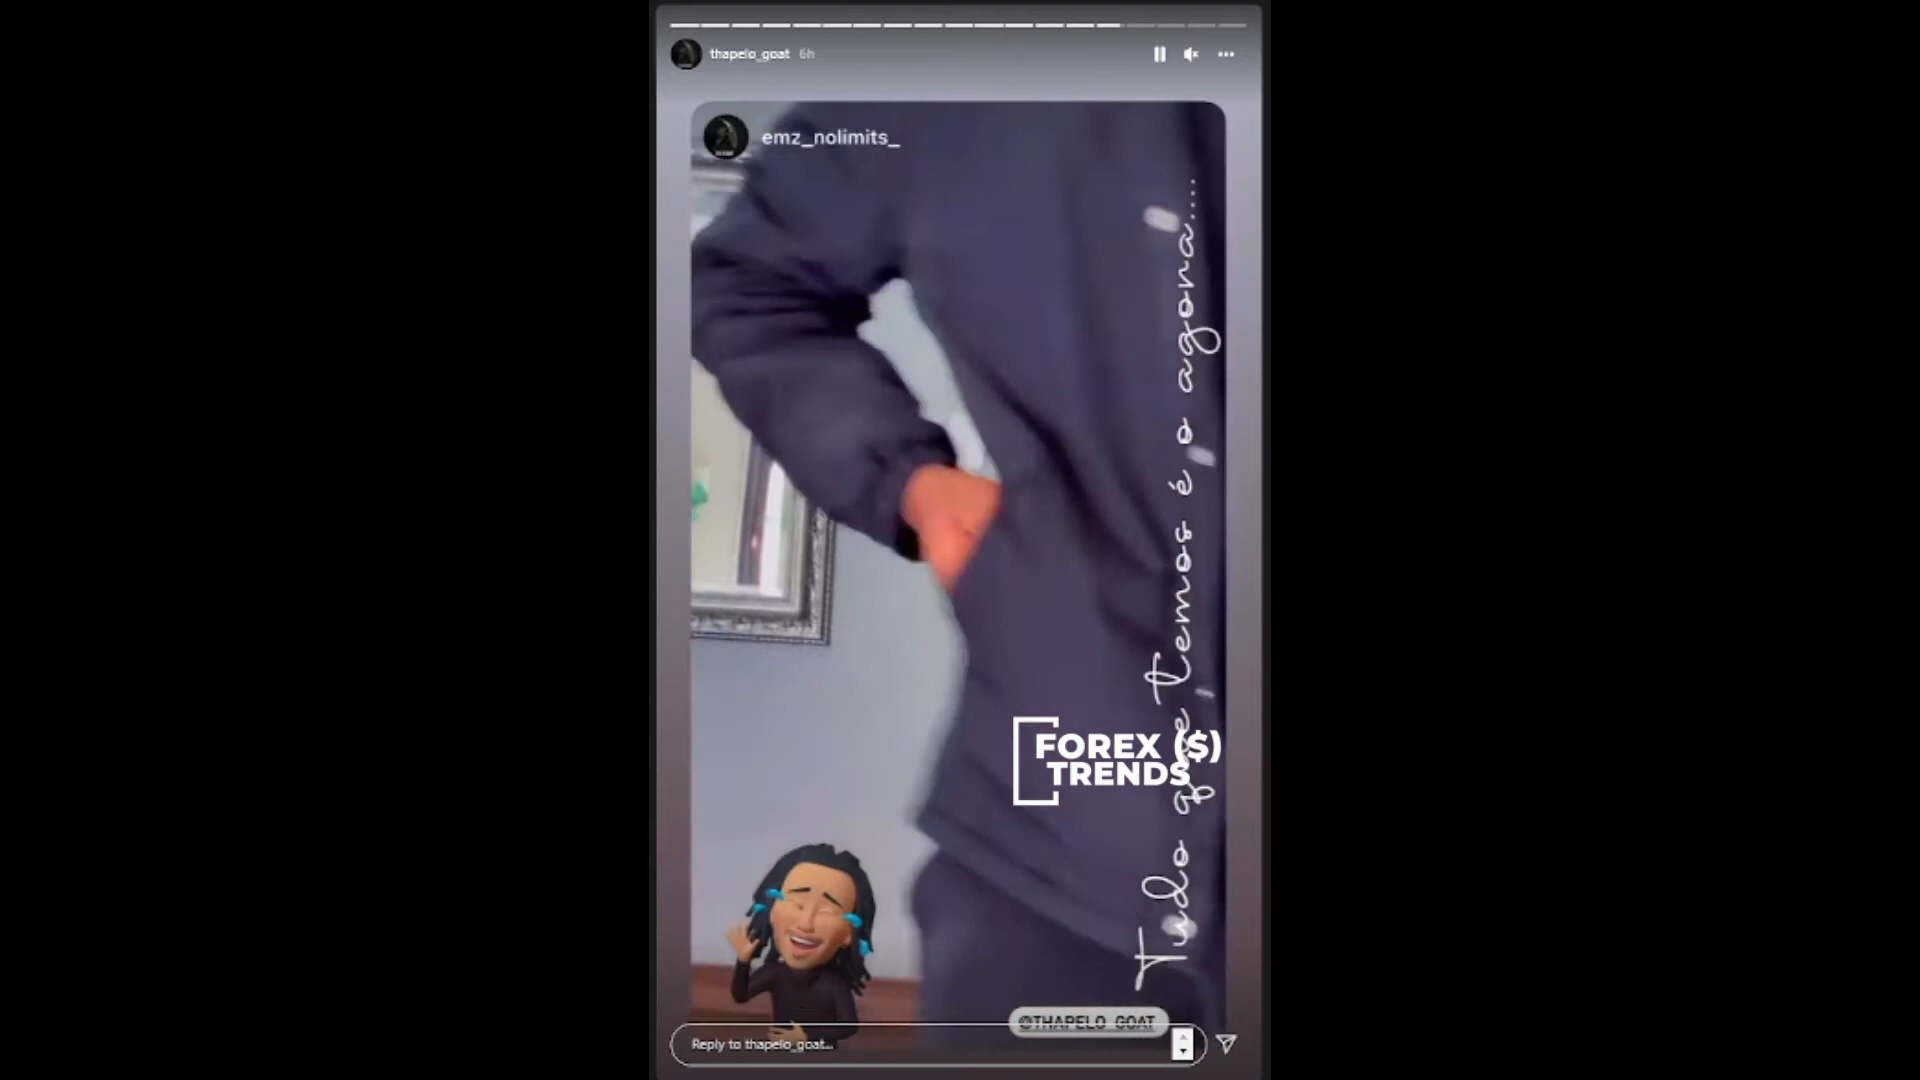 thapelo_goat 6h
emz_nolimits_
Tudo que temos é o agora....
FOREX ($)
TRENDS
@THAPELO_GOAT
Reply to thapelo_goat...